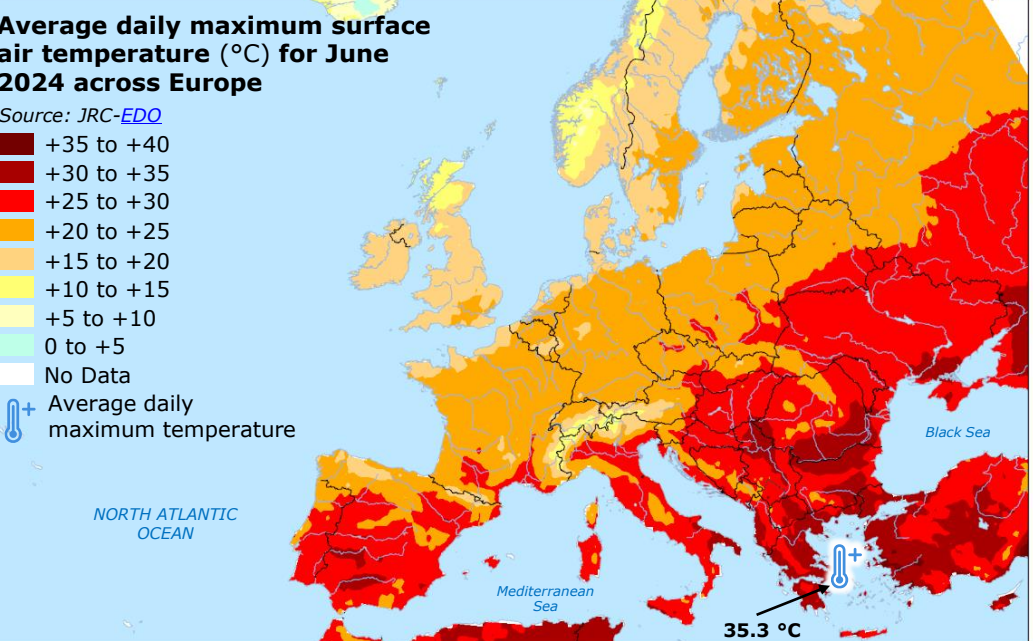 Average daily maximum surface
air temperature (°C) for June
2024 across Europe
Source: JRC-EDO
+35 to +40
+30 to +35
+25 to +30
+20 to +25
+15 to +20
+10 to +15
+5 to +10
0 to +5
No Data
Average daily
maximum temperature
Black Sea
NORTH ATLANTIC
OCEAN
Mediterranean
Sea
35.3 °C